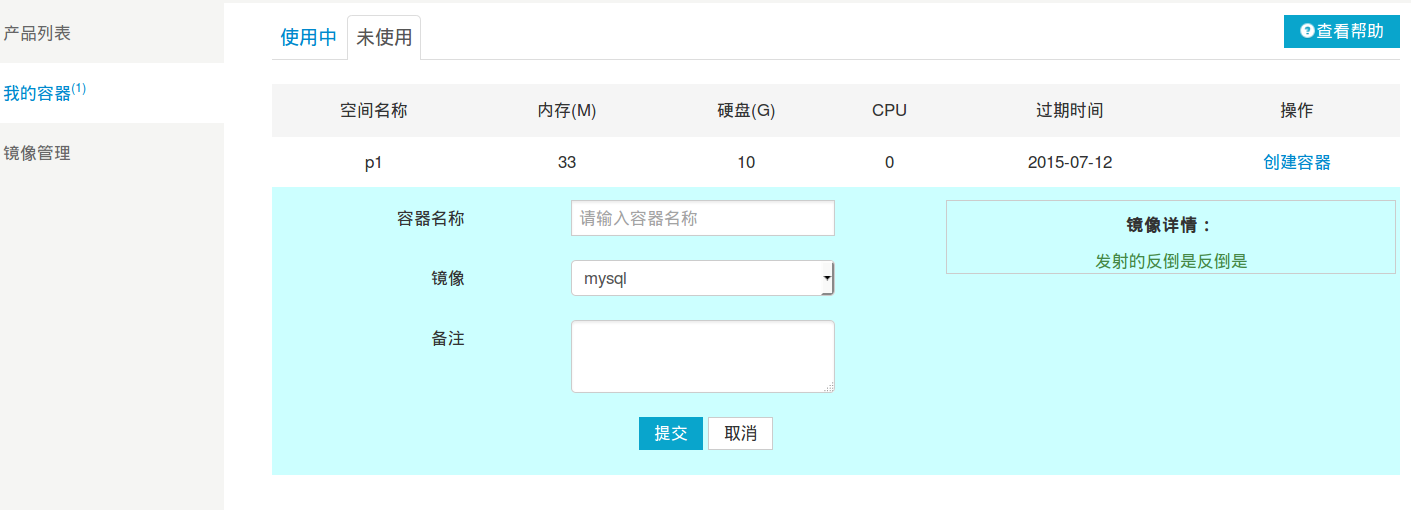 产品列表
我的容器(1)
镜像管理
使用中 未使用
查看帮助
空间名称 内存(M) 硬盘(G) CPU 过期时间 操作
p1 33 10 0 2015-07-12 创建容器
容器名称 请输入容器名称
镜像 mysql
备注
提交 取消
镜像详情：
发射的反倒是反倒是